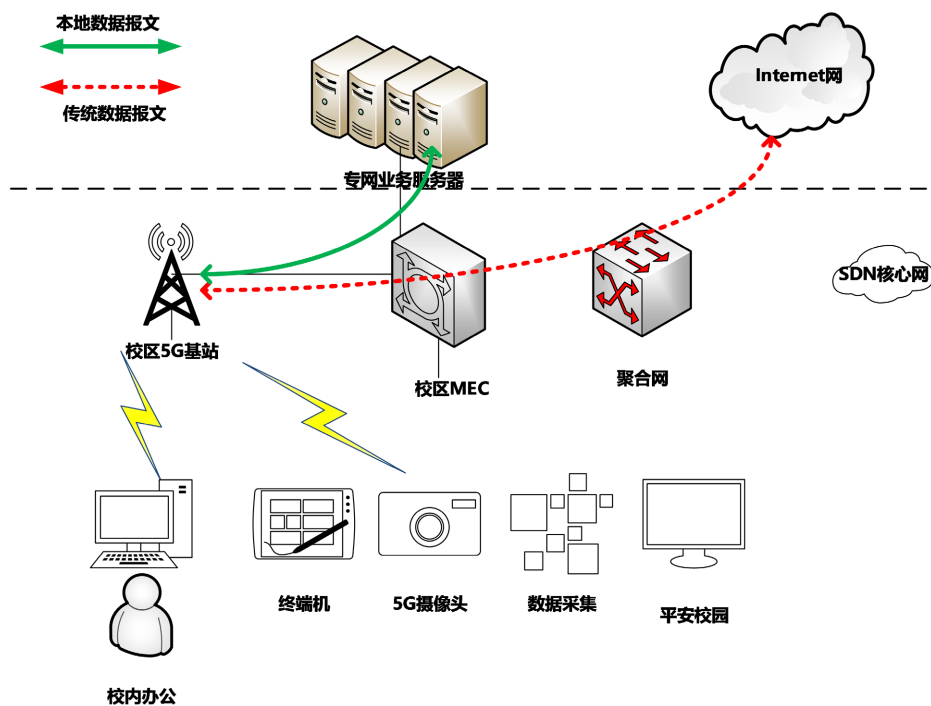 本地数据报文
传统数据报文
Internet网
专网业务服务器
SDN核心网
校区5G基站
校区MEC
聚合网
终端机
5G摄像头
数据采集
平安校园
校内办公